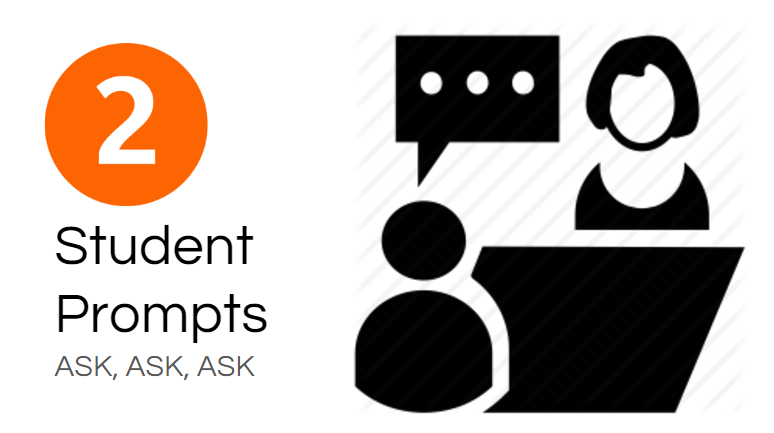 2
Student
Prompts
ASK, ASK, ASK